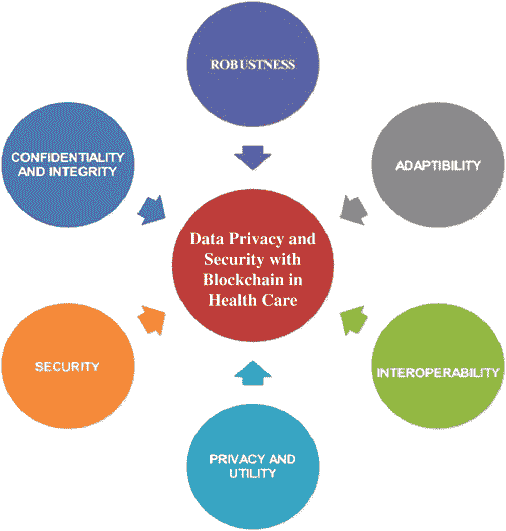 ROBUSTNESS
CONFIDENTIALITY
AND INTEGRITY
ADAPTIBILITY
Data Privacy and
Security with
Blockchain in
Health Care
SECURITY
INTEROPERABILITY
PRIVACY AND
UTILITY